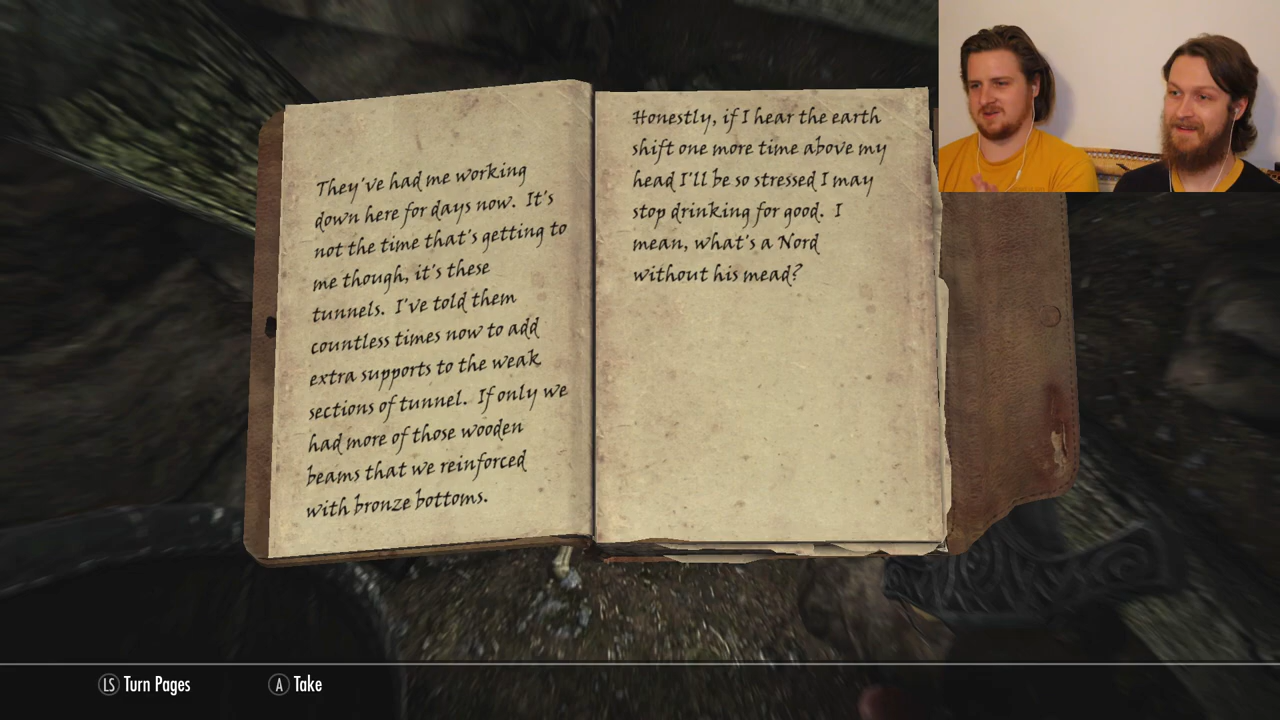 They've had me working
down here for days now. It's
not the time that's getting to
me though, it's these
tunnels. I've told them
countless times now to add
extra supports to the weak
sections of tunnel. If only we
had more of those wooden
beams that we reinforced
with bronze bottoms.
Honestly, if I hear the earth
shift one more time above my
head I'll be so stressed I may
stop drinking for good. I
mean, what's a Nord
without his mead?
LS Turn Pages
A Take